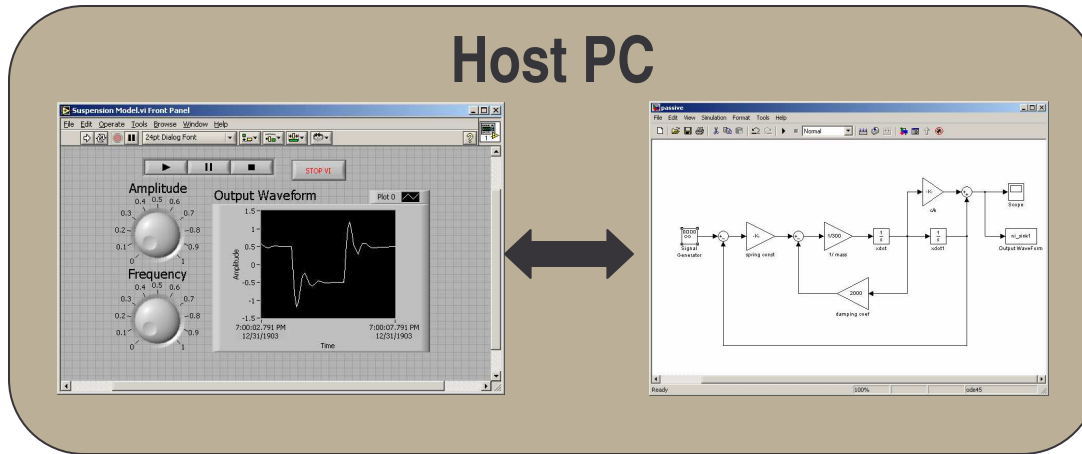 Host PC
Suspension Model.vi Front Panel
File Edit Operate Tools Browse Window Help
24pt Dialog Font
1
STOP VI
Amplitude
0.4 0.5 0.6
0.3 0.7
0.2 0.8
0.1 0.9
0 1
Frequency
0.4 0.5 0.6
0.3 0.7
0.2 0.8
0.1 0.9
0 1
Output Waveform
Plot 0
Amplitude
1.5
1
0.5
0
-0.5
-1
-1.5
7:00:02.791 PM 7:00:07.791 PM
12/31/1903 12/31/1903
Time
passive
File Edit View Simulation Format Tools Help
Normal
Signal
Generator
-K-
spring const
1/300
1/ mass
1
s
xdot
1
s
xdot1
-K-
c/k
Scope
ni_sink1
Output WaveForm
2000
damping coef
Ready 100% ode45